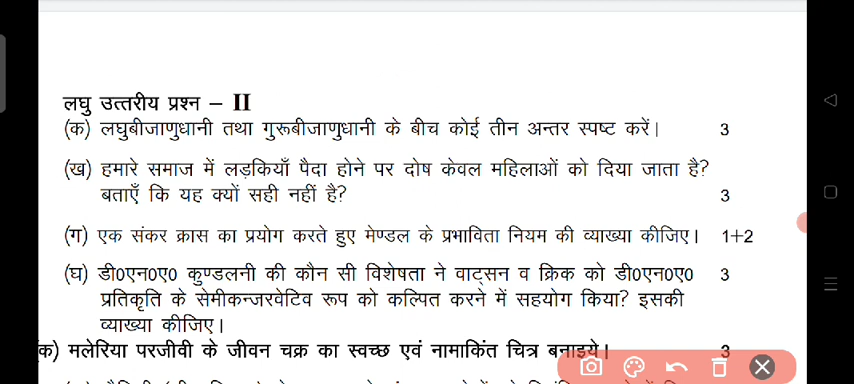 लघु उत्तरीय प्रश्न – II
(क) लघुबीजाणुधानी तथा गुरूबीजाणुधानी के बीच कोई तीन अन्तर स्पष्ट करें। 3
(ख) हमारे समाज में लड़कियाँ पैदा होने पर दोष केवल महिलाओं को दिया जाता है?
बताएँ कि यह क्यों सही नहीं है? 3
(ग) एक संकर क्रास का प्रयोग करते हुए मेण्डल के प्रभाविता नियम की व्याख्या कीजिए। 1+2
(घ) डी0एन0ए0 कुण्डलनी की कौन सी विशेषता ने वाट्सन व क्रिक को डी0एन0ए0 3
प्रतिकृति के सेमीकन्जरवेटिव रूप को कल्पित करने में सहयोग किया? इसकी
व्याख्या कीजिए।
(क) मलेरिया परजीवी के जीवन चक्र का स्वच्छ एवं नामाकिंत चित्र बनाइये। 3